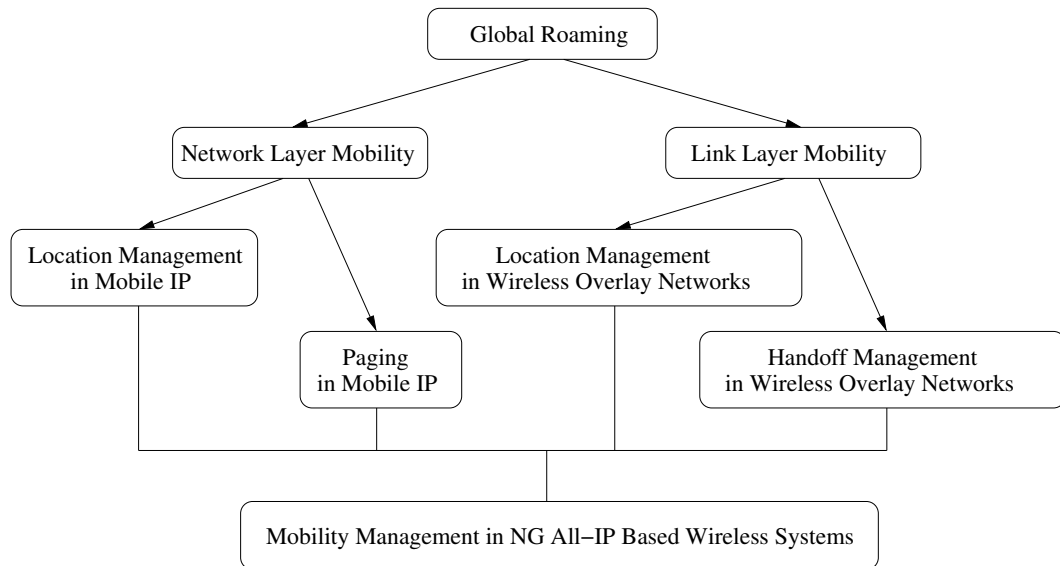 Global Roaming
Network Layer Mobility
Link Layer Mobility
Location Management
in Mobile IP
Location Management
in Wireless Overlay Networks
Paging
in Mobile IP
Handoff Management
in Wireless Overlay Networks
Mobility Management in NG All−IP Based Wireless Systems